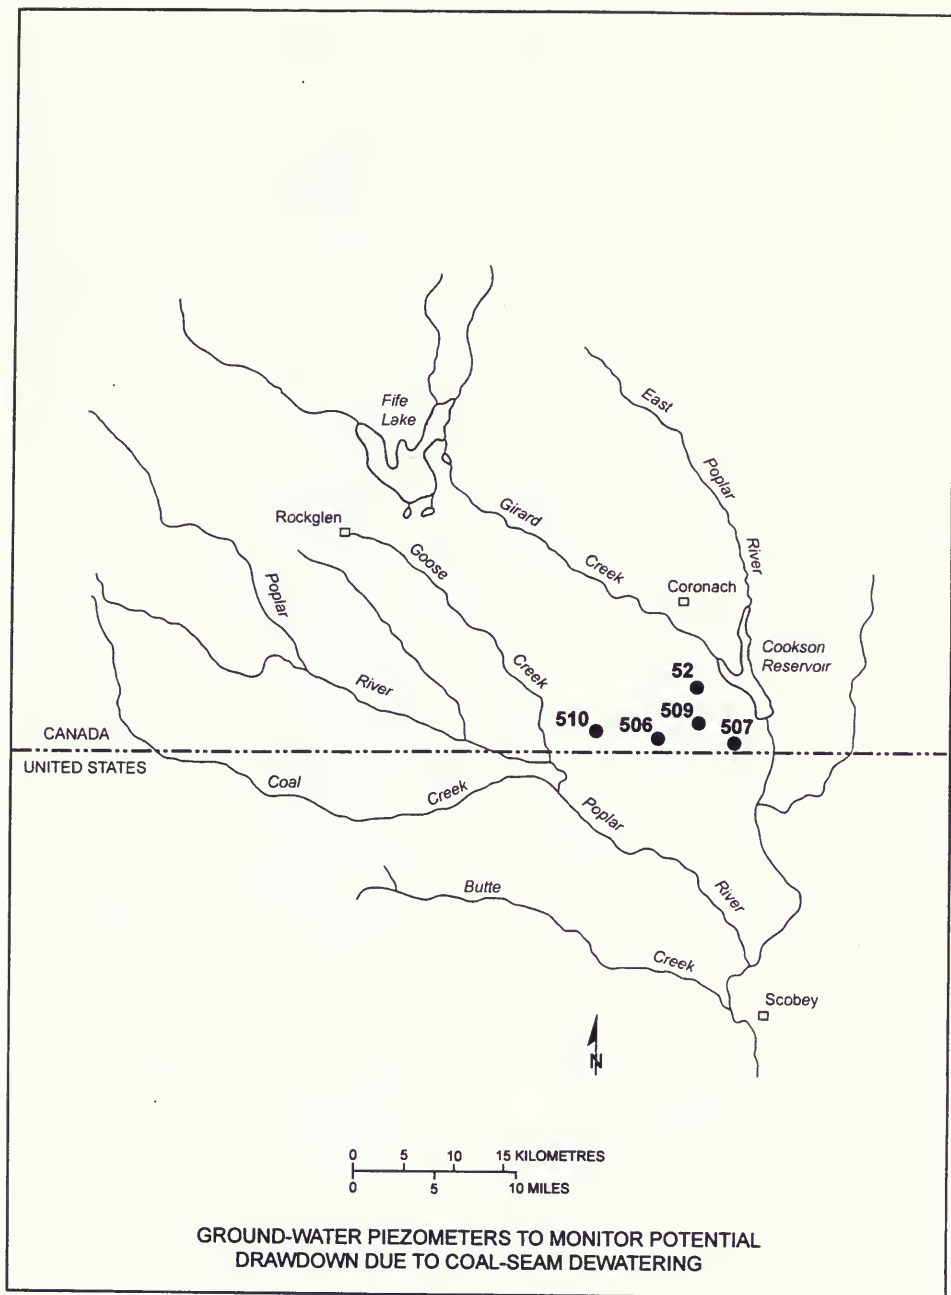 Fife
Lake
East
Poplar
River
Girard
Creek
Rockglen
Goose
Creek
Coronach
Poplar
River
Cookson
Reservoir
52
509
510
506
507
CANADA
UNITED STATES
Coal
Creek
Poplar
River
Butte
Creek
Scobey
N
0 5 10 15 KILOMETRES
0 5 10 MILES
GROUND-WATER PIEZOMETERS TO MONITOR POTENTIAL
DRAWDOWN DUE TO COAL-SEAM DEWATERING